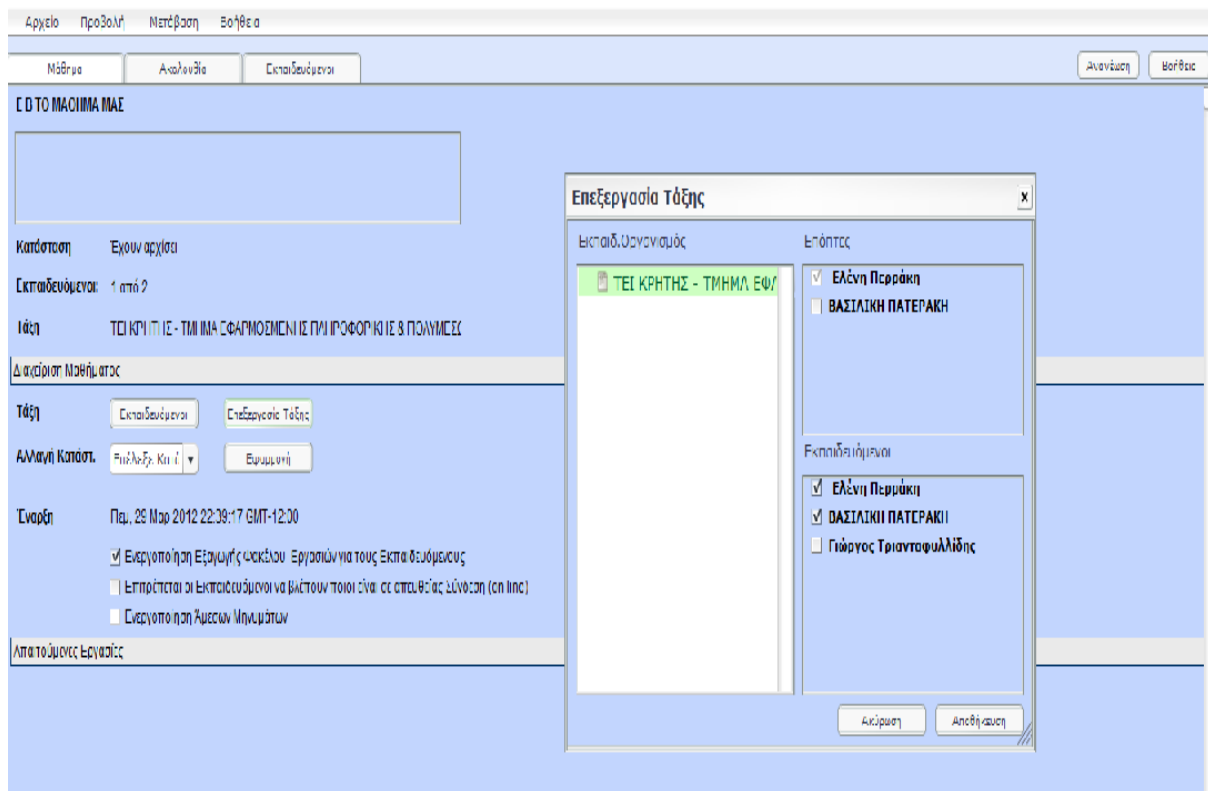 Αρχείο Προβολή Μετάβαση Βοήθεια
Μάθημα Ακολουθία Εκπαιδευόμενοι Ανανέωση Βοήθεια
ΤΟ ΜΑΘΗΜΑ ΜΑΣ
Κατάσταση Έχουν αρχίσει
Εκπαιδευόμενοι: 1 από 2
Τάξη ΤΕΙ ΚΡΗΤΗΣ - ΤΜΗΜΑ ΕΦΑΡΜΟΣΜΕΝΗΣ ΠΛΗΡΟΦΟΡΙΚΗΣ & ΠΟΛΥΜΕΣΩ
Διαχείριση Μαθήματος
Τάξη Εκπαιδευόμενοι Επεξεργασία Τάξης
Αλλαγή Κατάστ. Επέλεξε Κατά Εφαρμογή
Έναρξη Πεμ, 29 Μαρ 2012 22:39:17 GMT-12:00
Ενεργοποίηση Εξαγωγής Φακέλου Εργασιών για τους Εκπαιδευόμενους
Επιτρέπεται οι Εκπαιδευόμενοι να βλέπουν ποιοι είναι σε απευθείας Σύνδεση (on line)
Ενεργοποίηση Άμεσων Μηνυμάτων
Απαιτούμενες Εργασίες
Επεξεργασία Τάξης x
Εκπαιδ.Οργανισμός
ΤΕΙ ΚΡΗΤΗΣ - ΤΜΗΜΑ ΕΦΑ
Επόπτες
Ελένη Περράκη
ΒΑΣΙΛΙΚΗ ΠΑΤΕΡΑΚΗ
Εκπαιδευόμενοι
Ελένη Περράκη
ΒΑΣΙΛΙΚΗ ΠΑΤΕΡΑΚΗ
Γιώργος Τριανταφυλλίδης
Ακύρωση Αποθήκευση